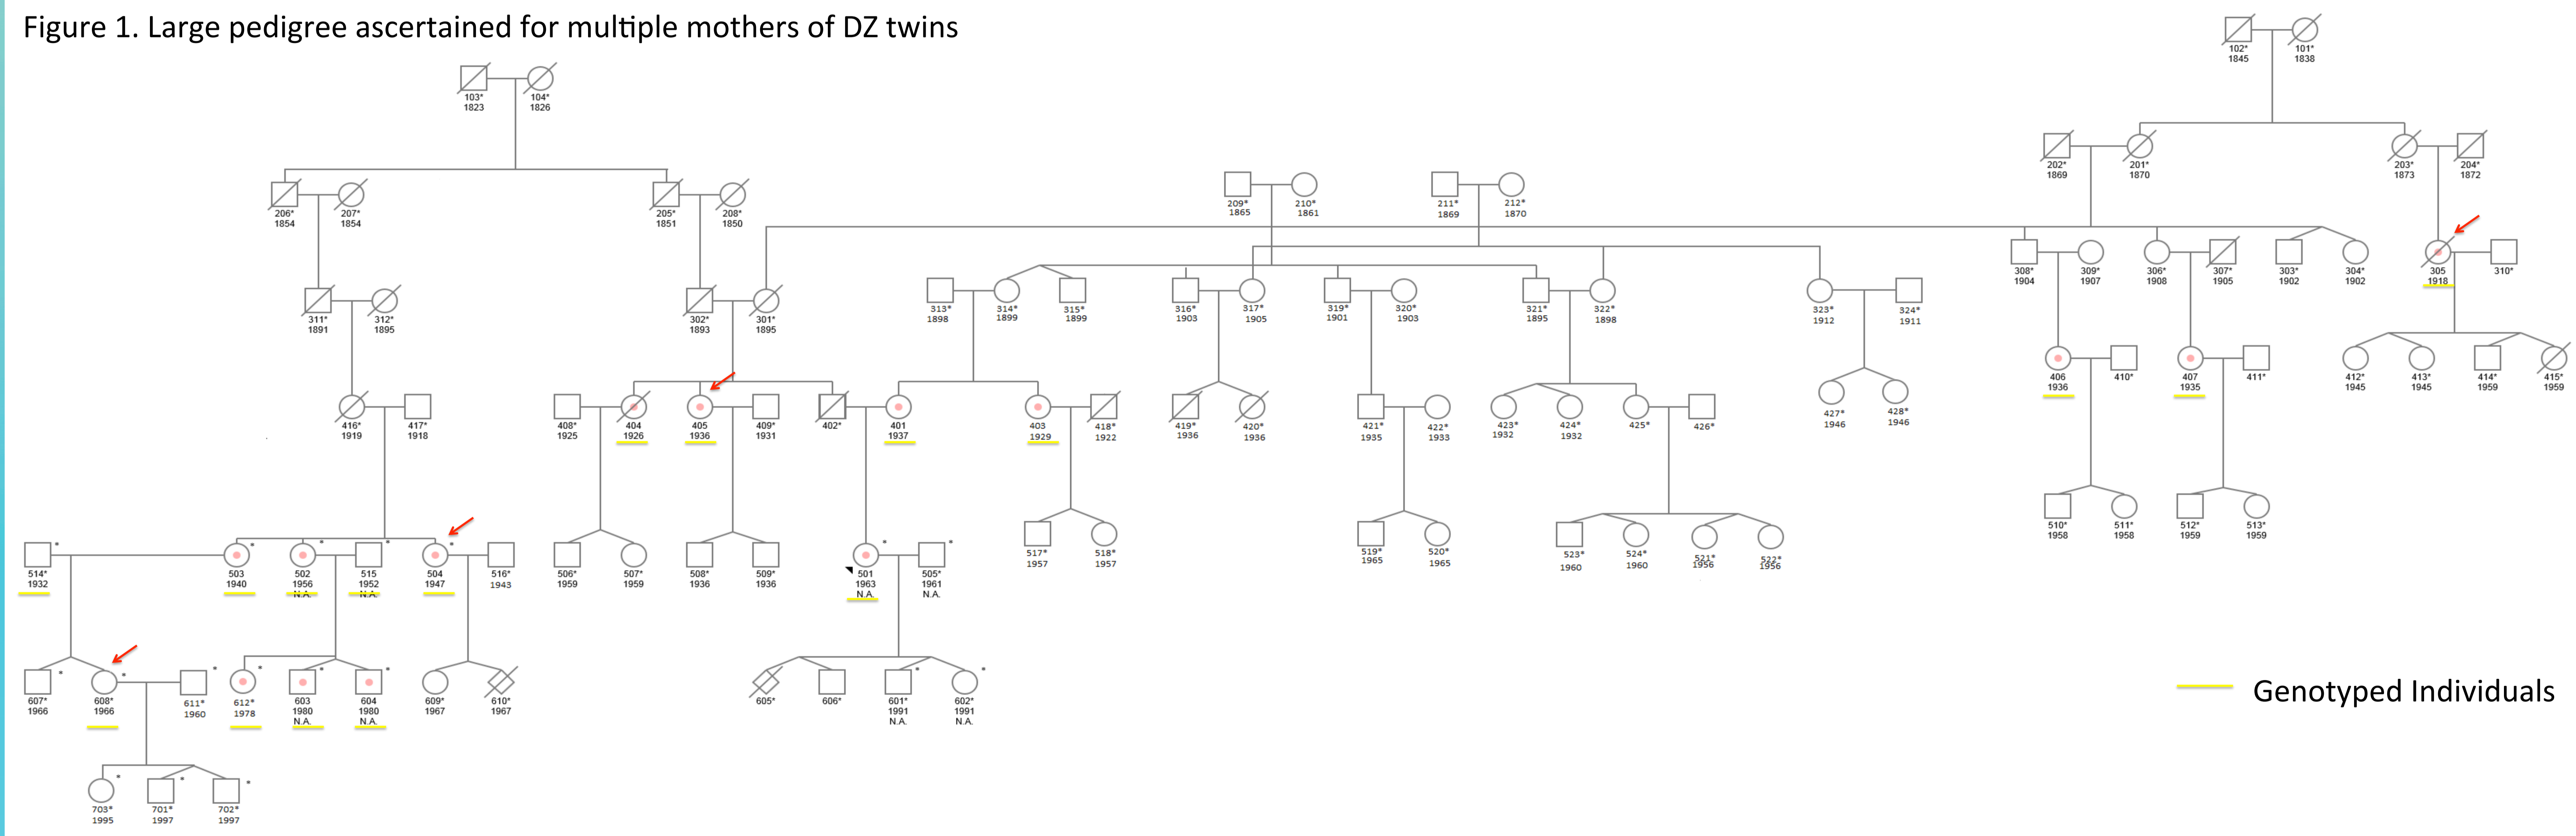 Figure 1. Large pedigree ascertained for multiple mothers of DZ twins
102* 101*
1845 1838
103* 104*
1823 1826
202* 201* 203* 204*
1869 1870 1873 1872
206* 207* 205* 208*
1854 1854 1851 1850
209* 210* 211* 212*
1865 1861 1869 1870
308* 309* 306* 307* 303* 304* 305 310*
1904 1907 1908 1905 1902 1902 1918
311* 312* 302* 301*
1891 1895 1893 1895
313* 314* 315* 316* 317* 319* 320* 321* 322* 323* 324*
1898 1899 1899 1903 1905 1901 1903 1895 1898 1912 1911
406 410* 407 411* 412* 413* 414* 415*
1936 1935 1945 1945 1959 1959
416* 417* 408* 404 405 409* 402* 401 403 418*
1919 1918 1925 1926 1936 1931 1937 1929 1922
419* 420* 421* 422* 423* 424* 425* 426* 427* 428*
1936 1936 1935 1933 1932 1932 1946 1946
510* 511* 512* 513*
1958 1958 1959 1959
514* 503 502 515 504 516*
1932 1940 1956 1952 1947 1943
N.A. N.A.
506* 507* 508* 509* 501 505*
1959 1959 1936 1936 1963 1961
N.A. N.A.
517* 518* 519* 520* 523* 524* 521* 522*
1957 1957 1965 1965 1960 1960 1956 1956
607* 608* 611* 612* 603 604 609* 610*
1966 1966 1960 1978 1980 1980 1967 1967
N.A. N.A.
605* 606* 601* 602*
1991 1991
N.A. N.A.
Genotyped Individuals
703* 701* 702*
1995 1997 1997